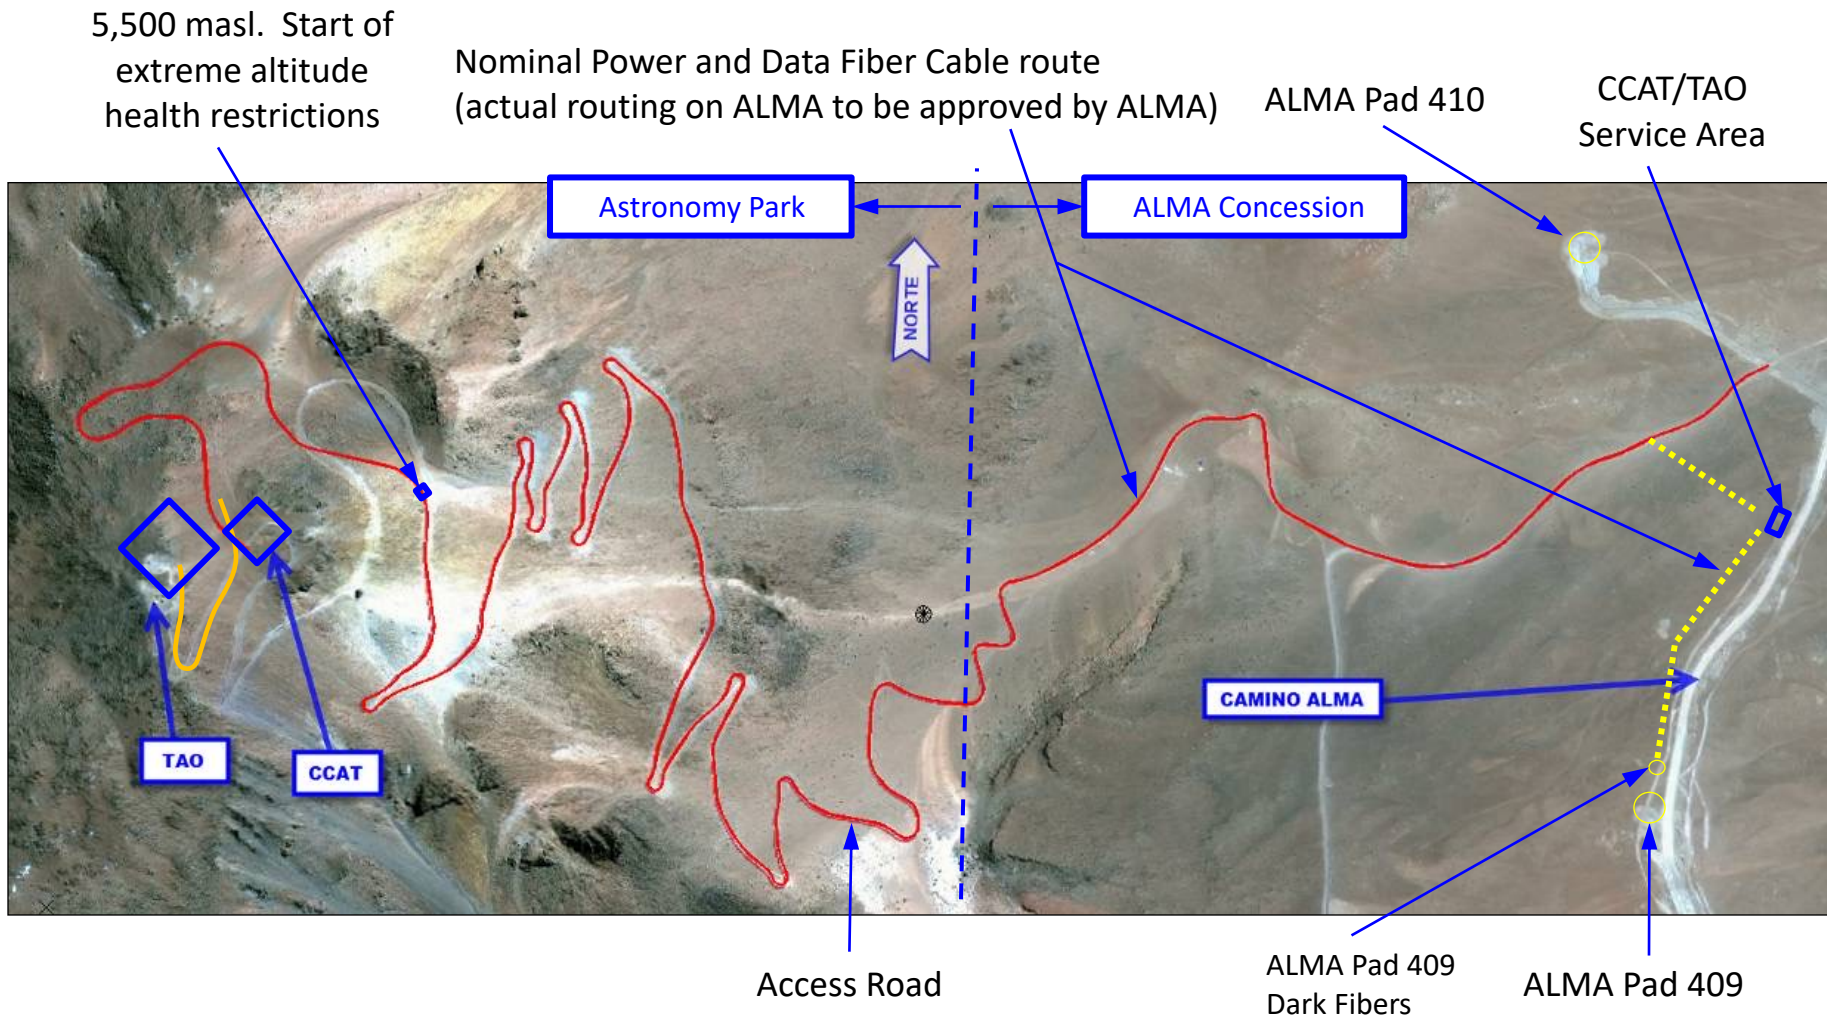 5,500 masl.  Start of
extreme altitude
health restrictions
Nominal Power and Data Fiber Cable route
(actual routing on ALMA to be approved by ALMA)
ALMA Pad 410
CCAT/TAO
Service Area
Astronomy Park
ALMA Concession
NORTE
CAMINO ALMA
TAO
CCAT
Access Road
ALMA Pad 409
Dark Fibers
ALMA Pad 409